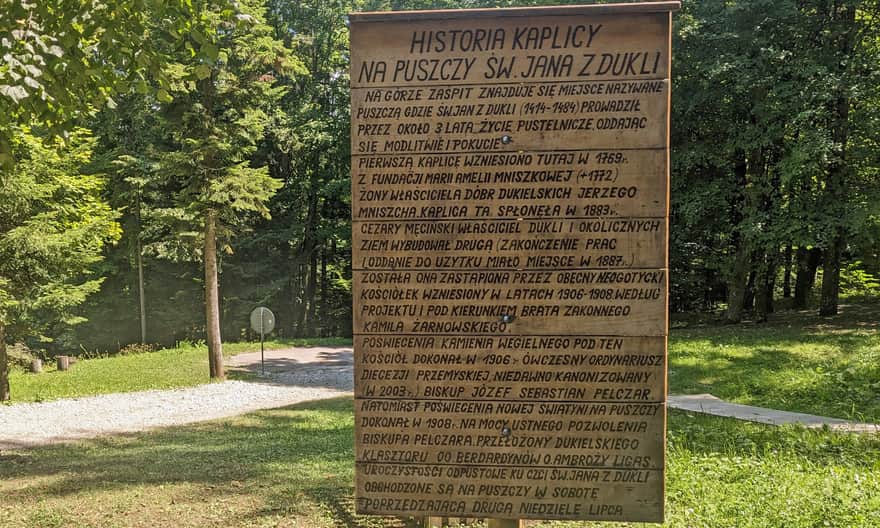 HISTORIA KAPLICY
NA PUSZCZY ŚW. JANA Z DUKLI
NA GÓRZE ZAŚPIT ZNAJDUJE SIĘ MIEJSCE NAZYWANE
PUSZCZĄ GDZIE ŚW.JAN Z DUKLI (1414-1484) PROWADZIŁ
PRZEZ OKOŁO 3 LATA ŻYCIE PUSTELNICZE, ODDAJĄC
SIĘ MODLITWIE I POKUCIE.
PIERWSZĄ KAPLICĘ WZNIESIONO TUTAJ W 1769r.
Z FUNDACJI MARII AMELII MNISZKOWEJ (+1772)
ŻONY WŁAŚCICIELA DÓBR DUKIELSKICH JERZEGO
MNISZCHA. KAPLICA TA SPŁONĘŁA W 1883r.
CEZARY MĘCIŃSKI WŁAŚCICIEL DUKLI I OKOLICZNYCH
ZIEM WYBUDOWAŁ DRUGĄ (ZAKOŃCZENIE PRAC
(ODDANIE DO UŻYTKU MIAŁO MIEJSCE W 1887r.)
ZOSTAŁA ONA ZASTĄPIONA PRZEZ OBECNY NEOGOTYCKI
KOŚCIÓŁEK WZNIESIONY W LATACH 1906-1908. WEDŁUG
PROJEKTU I POD KIERUNKIEM BRATA ZAKONNEGO
KAMILA ŻARNOWSKIEGO.
POŚWIĘCENIA KAMIENIA WĘGIELNEGO POD TEN
KOŚCIÓŁ DOKONAŁ W 1906r. ÓWCZESNY ORDYNARIUSZ
DIECEZJI PRZEMYSKIEJ, NIEDAWNO KANONIZOWANY
(W 2003r.) BISKUP JÓZEF SEBASTIAN PELCZAR.
NATOMIAST POŚWIĘCENIA NOWEJ ŚWIĄTYNI NA PUSZCZY
DOKONAŁ W 1908r. NA MOCY USTNEGO POZWOLENIA
BISKUPA PELCZARA. PRZEŁOŻONY DUKIELSKIEGO
KLASZTORU OO BERDARDYNÓW O. AMBROŻY LIGAS.
UROCZYSTOŚCI ODPUSTOWE KU CZCI ŚW. JANA Z DUKLI
OBCHODZONE SĄ NA PUSZCZY W SOBOTĘ
POPRZEDZAJĄCĄ DRUGĄ NIEDZIELĘ LIPCA